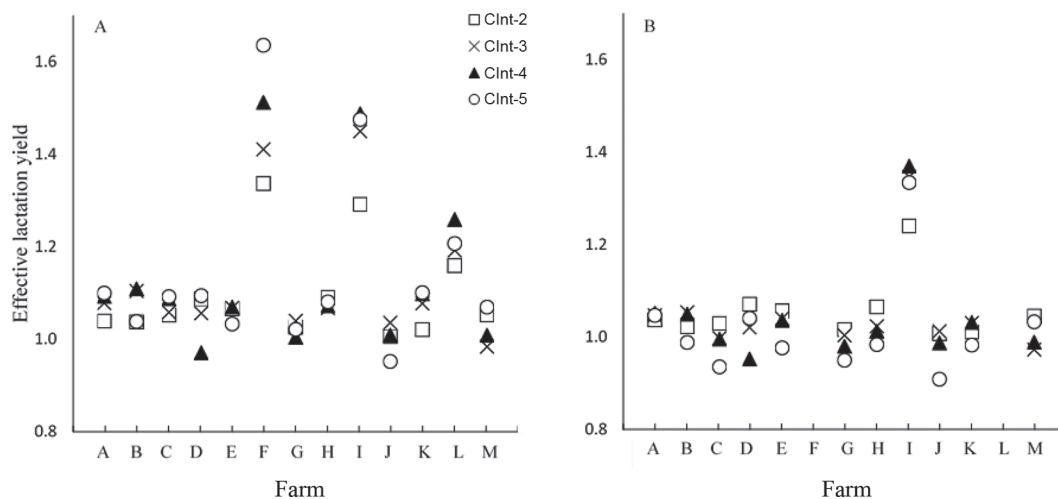 A
CInt-2
CInt-3
CInt-4
CInt-5
Effective lactation yield
1.6
1.4
1.2
1.0
0.8
A B C D E F G H I J K L M
Farm
B
1.6
1.4
1.2
1.0
0.8
A B C D E F G H I J K L M
Farm